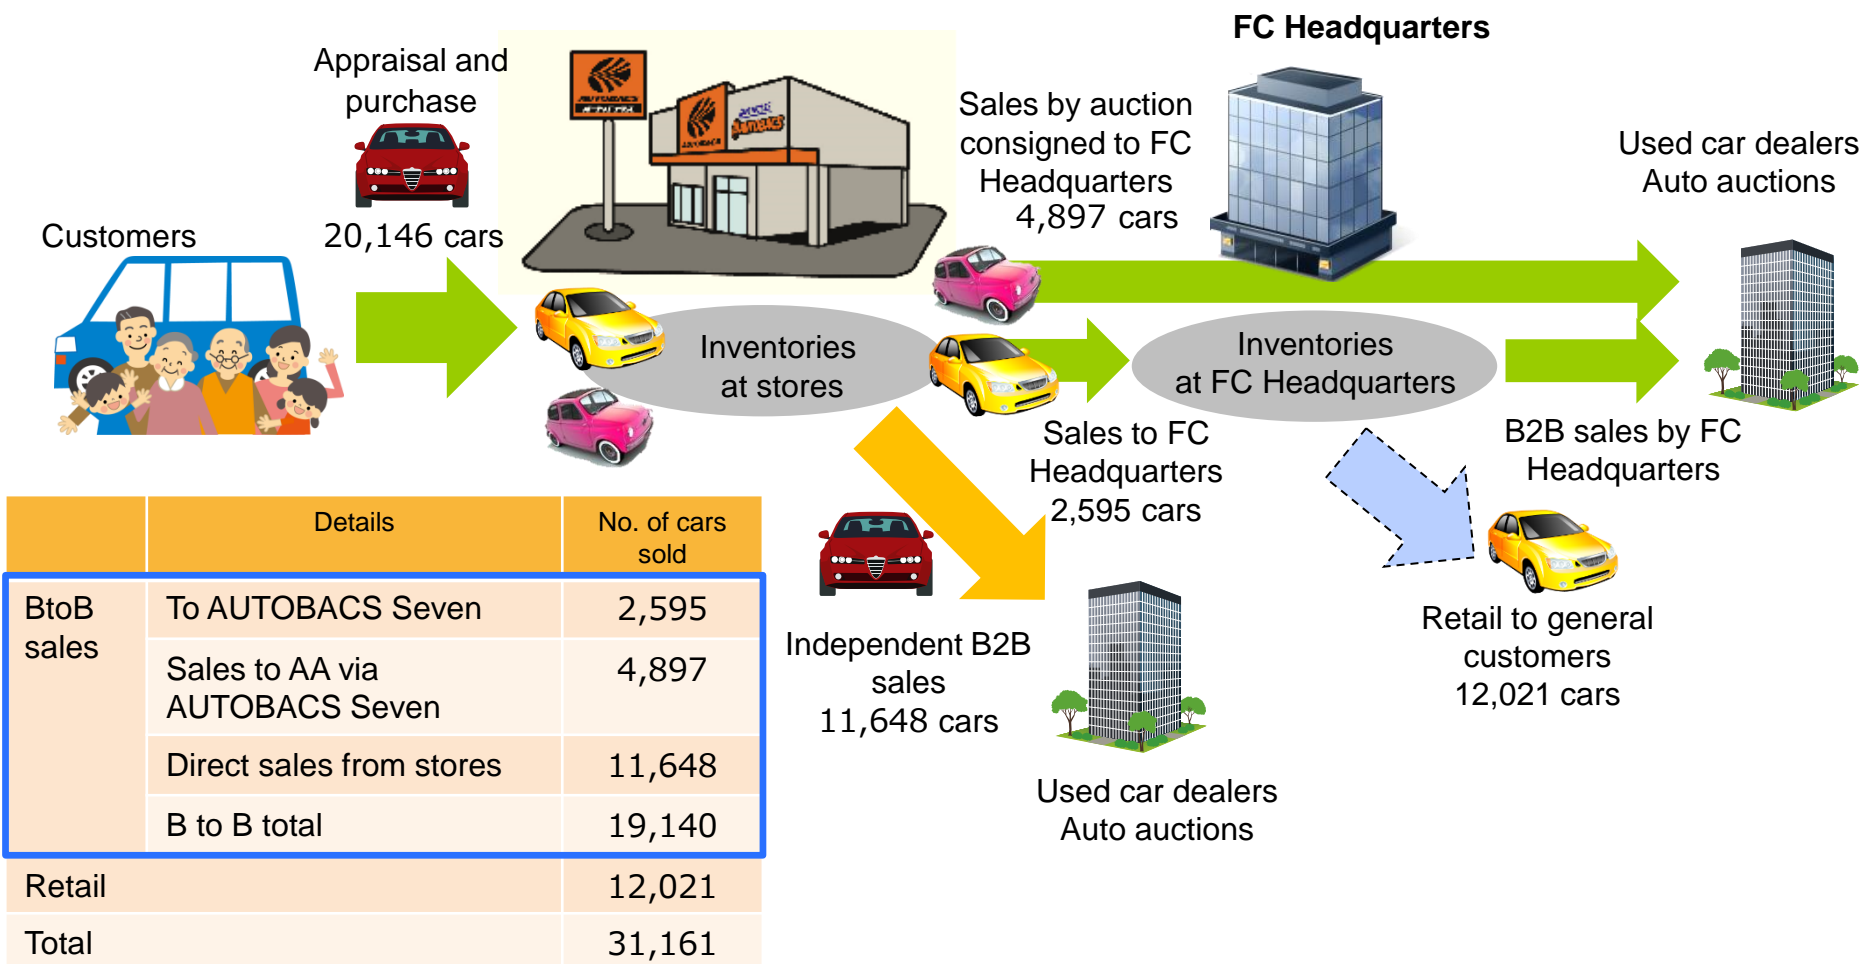 FC Headquarters
Appraisal and
purchase
20,146 cars
Customers
AUTOBACS
AUTOBACS
Sales by auction
consigned to FC
Headquarters
4,897 cars
Used car dealers
Auto auctions
Inventories
at stores
Inventories
at FC Headquarters
Sales to FC
Headquarters
2,595 cars
B2B sales by FC
Headquarters
Independent B2B
sales
11,648 cars
Used car dealers
Auto auctions
Retail to general
customers
12,021 cars
Details
No. of cars
sold
BtoB
sales
To AUTOBACS Seven
2,595
Sales to AA via
AUTOBACS Seven
4,897
Direct sales from stores
11,648
B to B total
19,140
Retail
12,021
Total
31,161